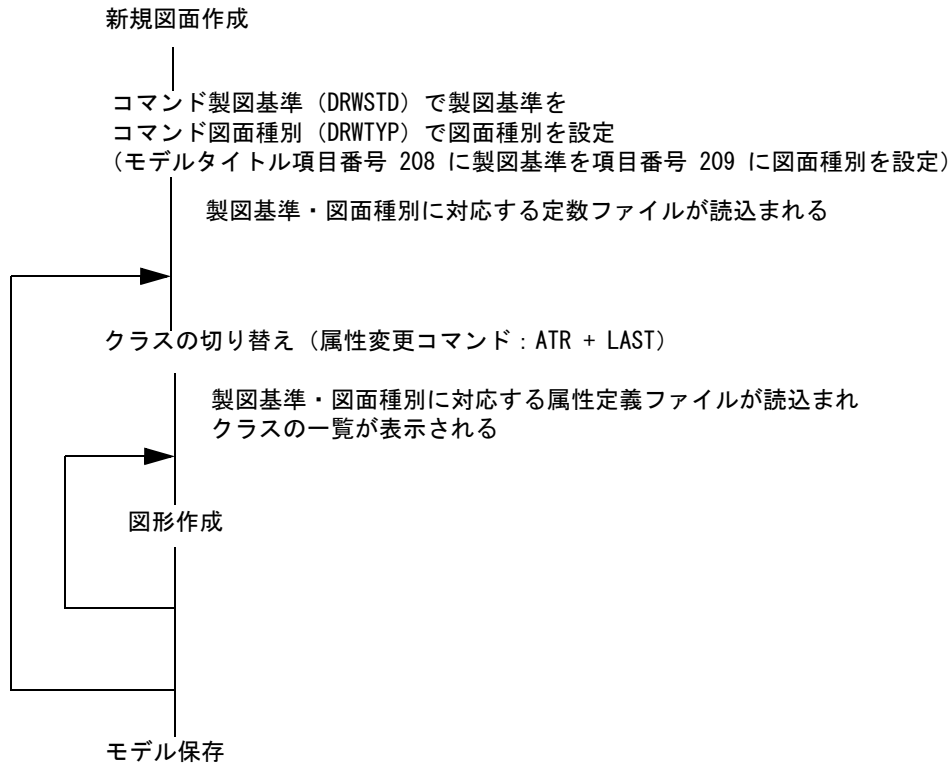 新規図面作成
コマンド製図基準（DRWSTD）で製図基準を
コマンド図面種別（DRWTYP）で図面種別を設定
（モデルタイトル項目番号 208 に製図基準を項目番号 209 に図面種別を設定）
製図基準・図面種別に対応する定数ファイルが読込まれる
クラスの切り替え（属性変更コマンド：ATR + LAST）
製図基準・図面種別に対応する属性定義ファイルが読込まれ
クラスの一覧が表示される
図形作成
モデル保存